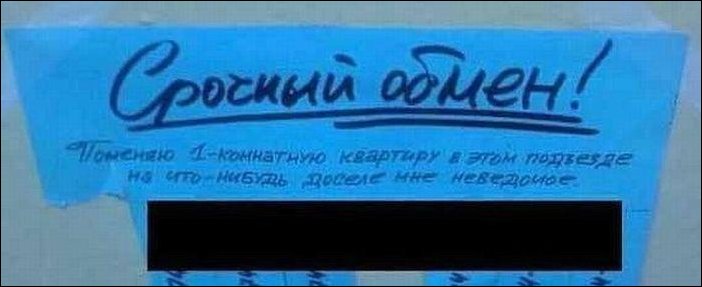 Срочный обмен!
Поменяю 1-комнатную квартиру в этом подъезде
на что-нибудь доселе мне неведомое.